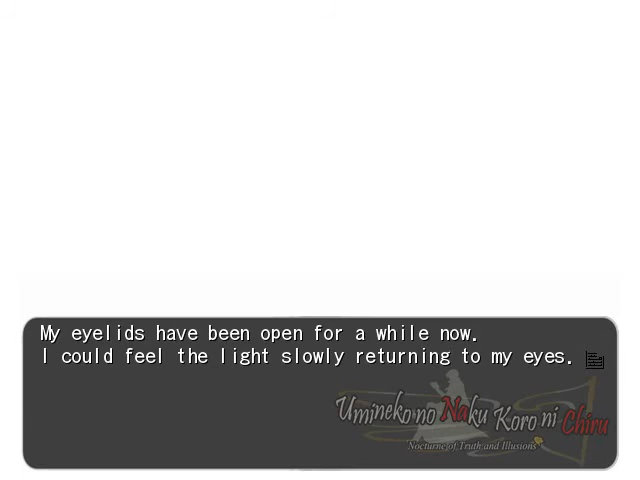 My eyelids have been open for a while now.
I could feel the light slowly returning to my eyes.
Umineko no Naku Koro ni Chiru
Nocturne of Truth and Illusions